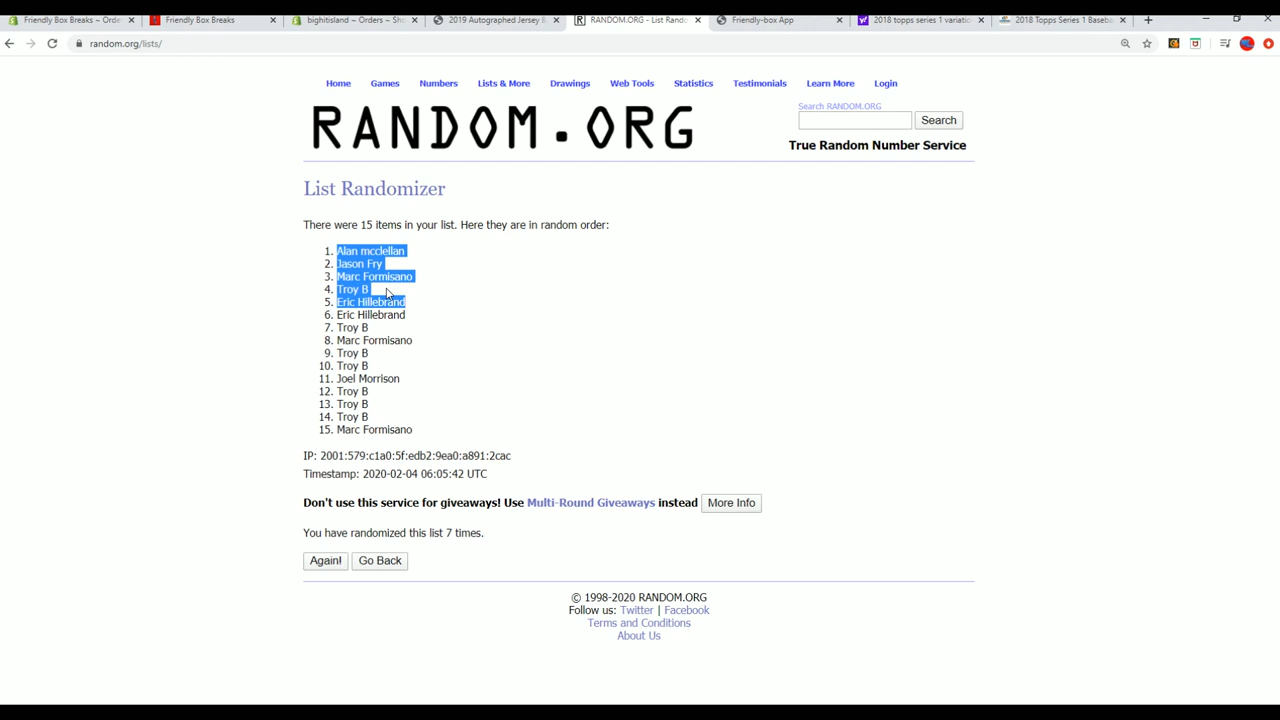 Friendly Box Breaks ~ Orde
Friendly Box Breaks
bighitisland ~ Orders ~ Sh
2019 Autographed Jersey
RANDOM.ORG - List Rando
Friendly-box App
2018 topps series 1 variatio
2018 Topps Series 1 Baseb
random.org/lists/
Home Games Numbers Lists & More Drawings Web Tools Statistics Testimonials Learn More Login
RANDOM.ORG
Search RANDOM.ORG
Search
True Random Number Service
List Randomizer
There were 15 items in your list. Here they are in random order:
1. Alan mcclellan
2. Jason Fry
3. Marc Formisano
4. Troy B
5. Eric Hillebrand
6. Eric Hillebrand
7. Troy B
8. Marc Formisano
9. Troy B
10. Troy B
11. Joel Morrison
12. Troy B
13. Troy B
14. Troy B
15. Marc Formisano
IP: 2001:579:c1a0:5f:edb2:9ea0:a891:2cac
Timestamp: 2020-02-04 06:05:42 UTC
Don't use this service for giveaways! Use Multi-Round Giveaways instead More Info
You have randomized this list 7 times.
Again! Go Back
© 1998-2020 RANDOM.ORG
Follow us: Twitter | Facebook
Terms and Conditions
About Us